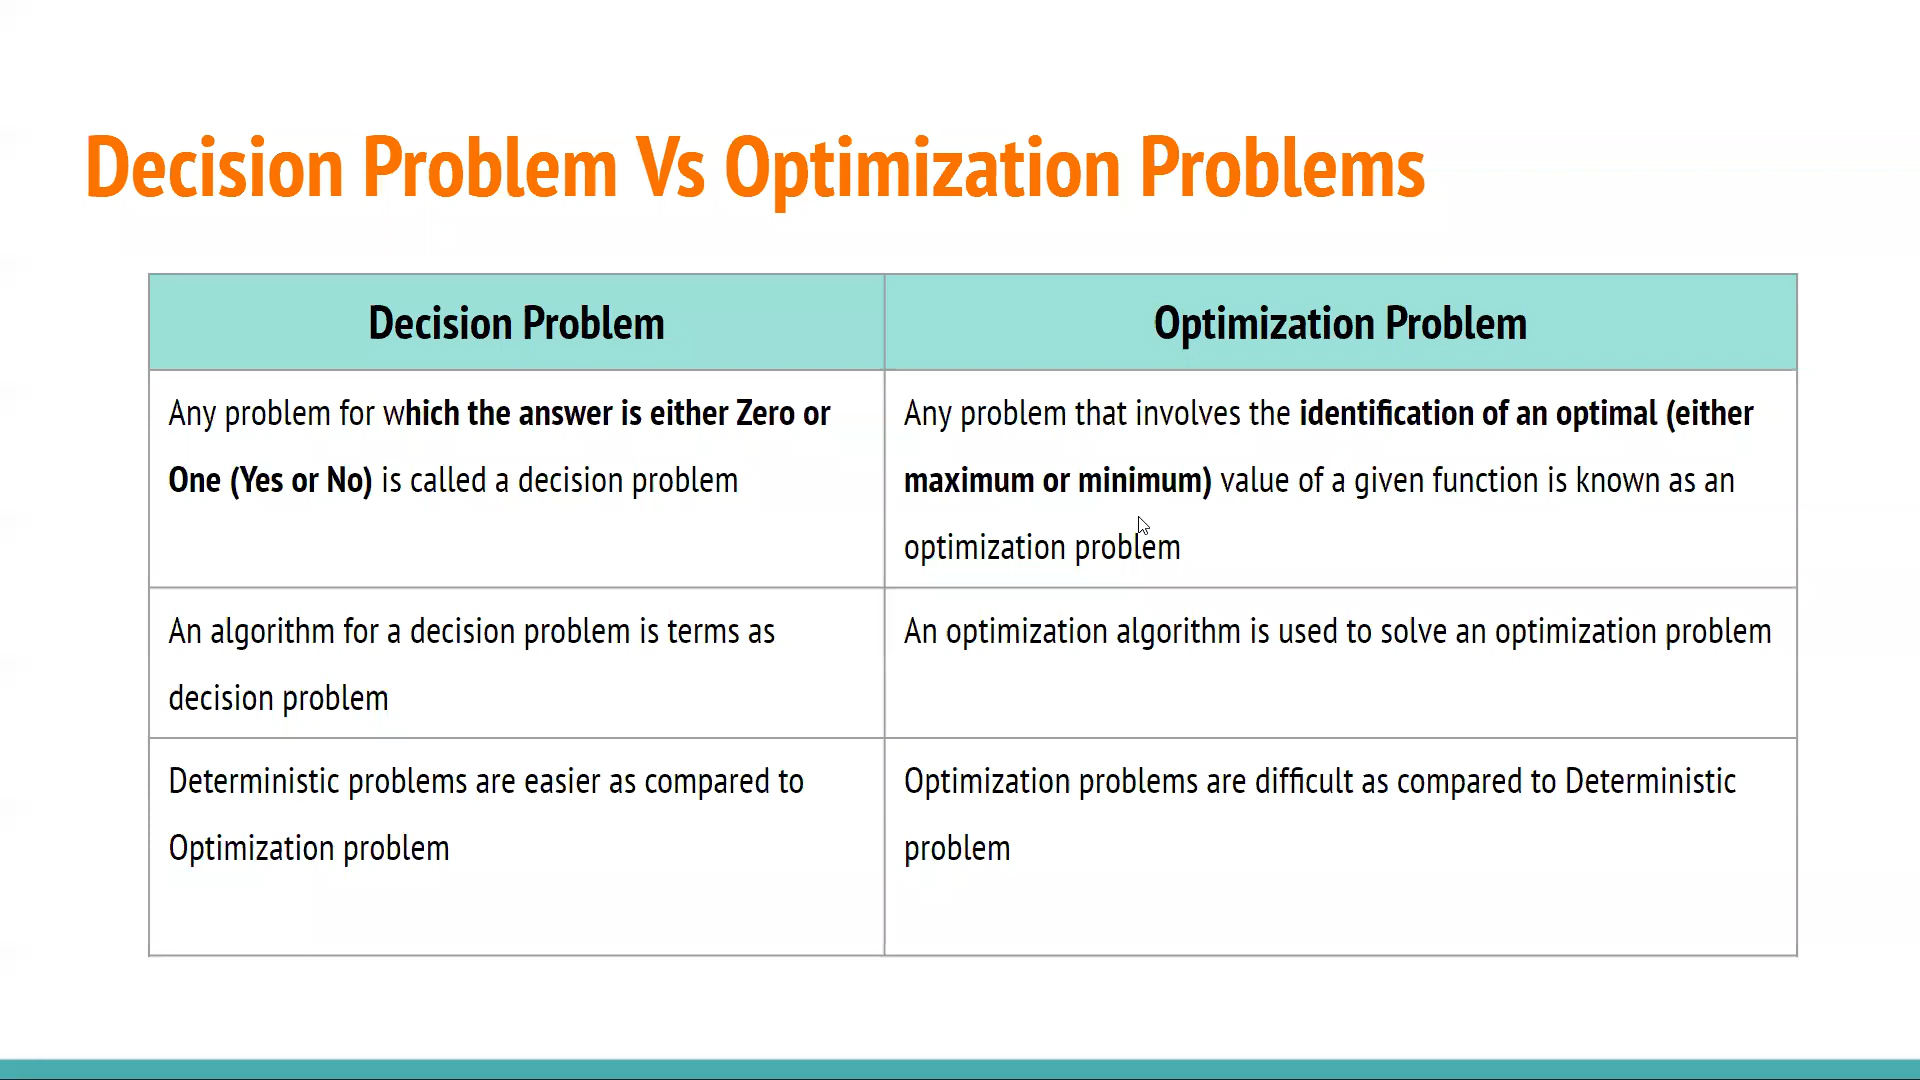 Decision Problem Vs Optimization Problems
Decision Problem
Optimization Problem
Any problem for which the answer is either Zero or
One (Yes or No) is called a decision problem
Any problem that involves the identification of an optimal (either
maximum or minimum) value of a given function is known as an
optimization problem
An algorithm for a decision problem is terms as
decision problem
An optimization algorithm is used to solve an optimization problem
Deterministic problems are easier as compared to
Optimization problem
Optimization problems are difficult as compared to Deterministic
problem